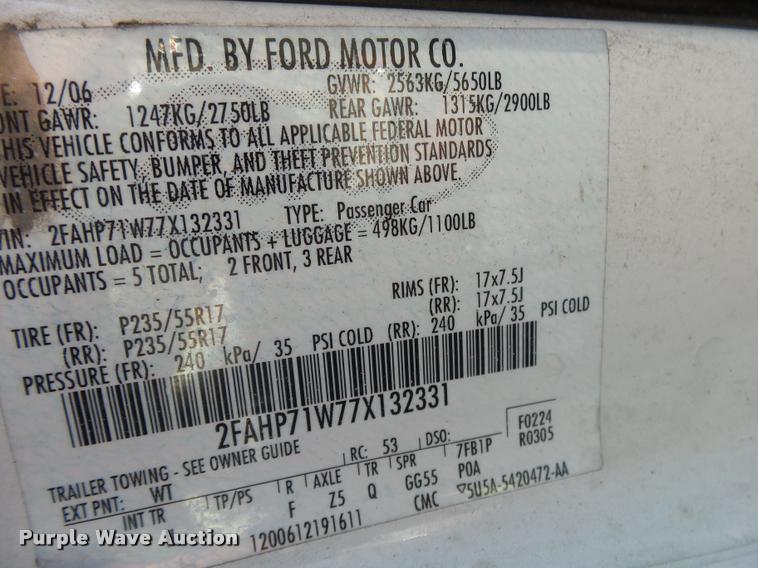 MFD. BY FORD MOTOR CO.
E: 12/06 GVWR: 2563KG/5650LB
ONT GAWR: 1247KG/2750LB REAR GAWR: 1315KG/2900LB
THIS VEHICLE CONFORMS TO ALL APPLICABLE FEDERAL MOTOR
VEHICLE SAFETY, BUMPER, AND THEFT PREVENTION STANDARDS
IN EFFECT ON THE DATE OF MANUFACTURE SHOWN ABOVE.
VIN: 2FAHP71W77X132331 TYPE: Passenger Car
MAXIMUM LOAD = OCCUPANTS + LUGGAGE = 498KG/1100LB
OCCUPANTS = 5 TOTAL; 2 FRONT, 3 REAR
TIRE (FR): P235/55R17 RIMS (FR): 17x7.5J
(RR): P235/55R17 (RR): 17x7.5J
PRESSURE (FR): 240 kPa/ 35 PSI COLD (RR): 240 kPa/ 35 PSI COLD
2FAHP71W77X132331
F0224
R0305
TRAILER TOWING - SEE OWNER GUIDE RC: 53 DSO: 7FB1P
EXT PNT: WT TP/PS R AXLE TR SPR POA
INT TR F Z5 Q GG55 CMC 5U5A-5420472-AA
1200612191611
Purple Wave Auction